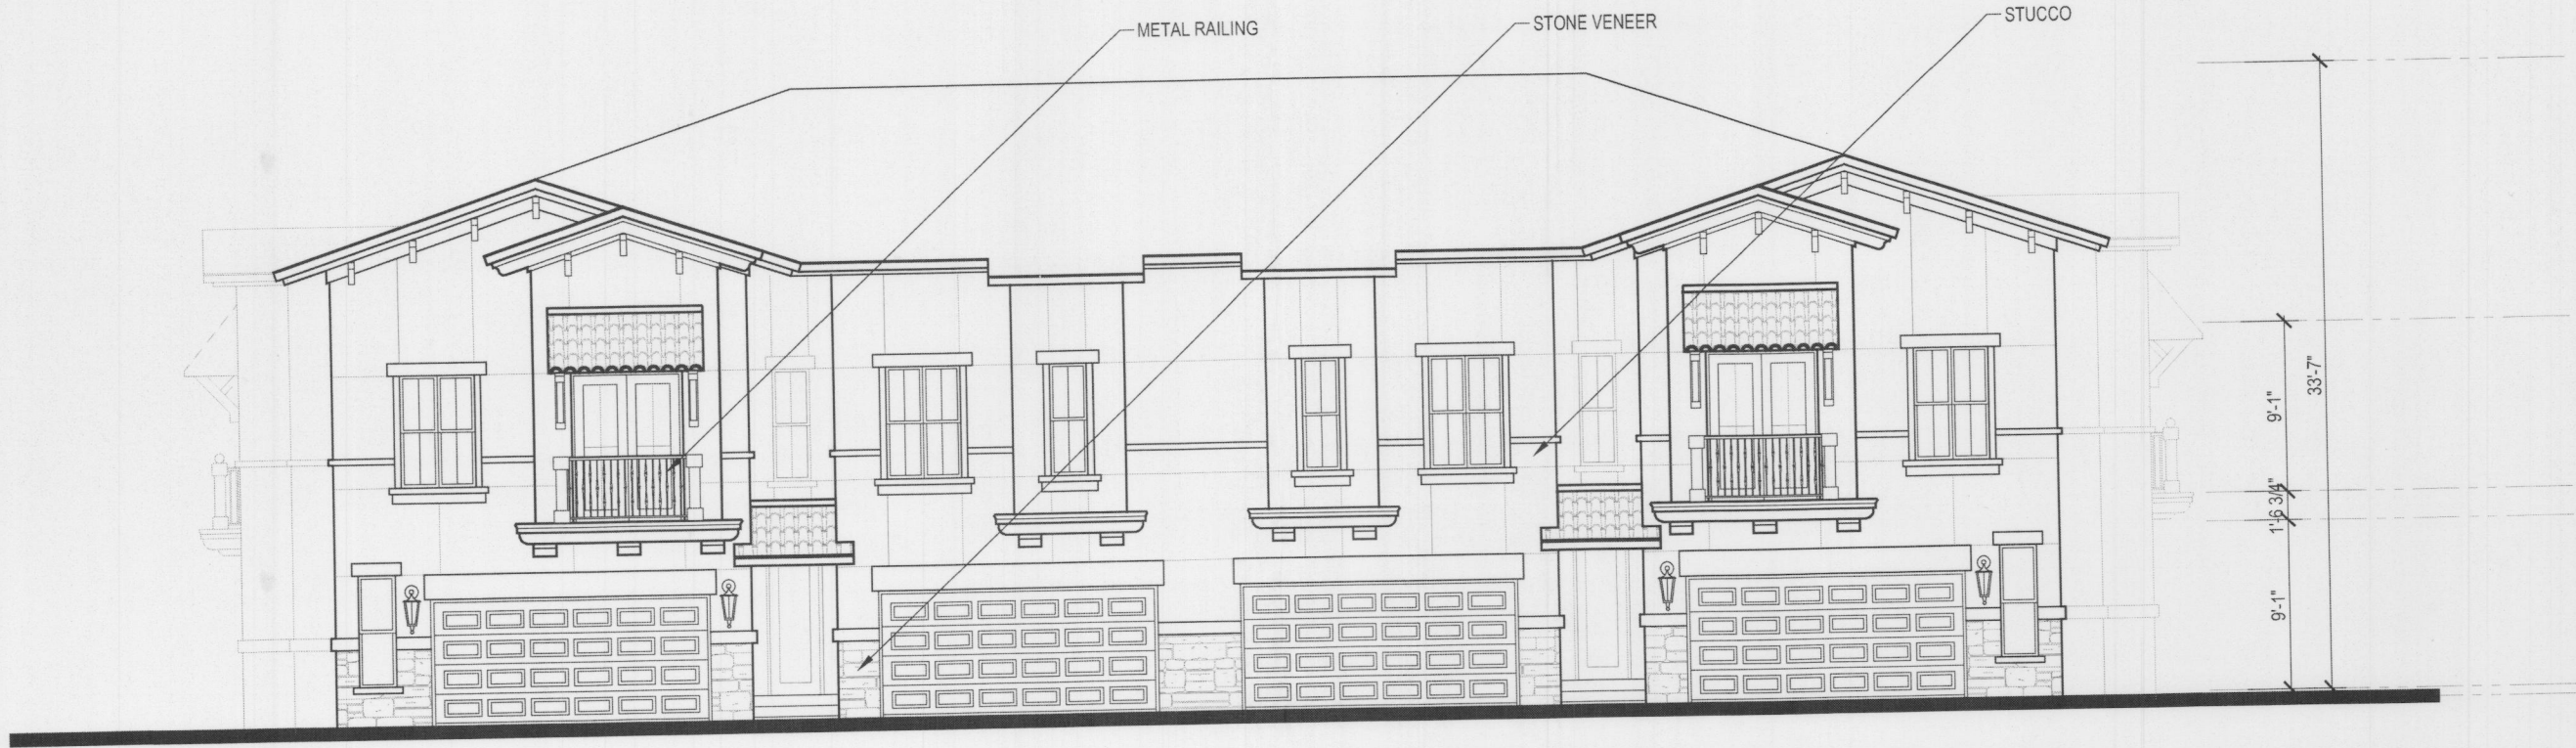 METAL RAILING
STONE VENEER
STUCCO
33'-7"
9'-1"
1'-6 3/4"
9'-1"